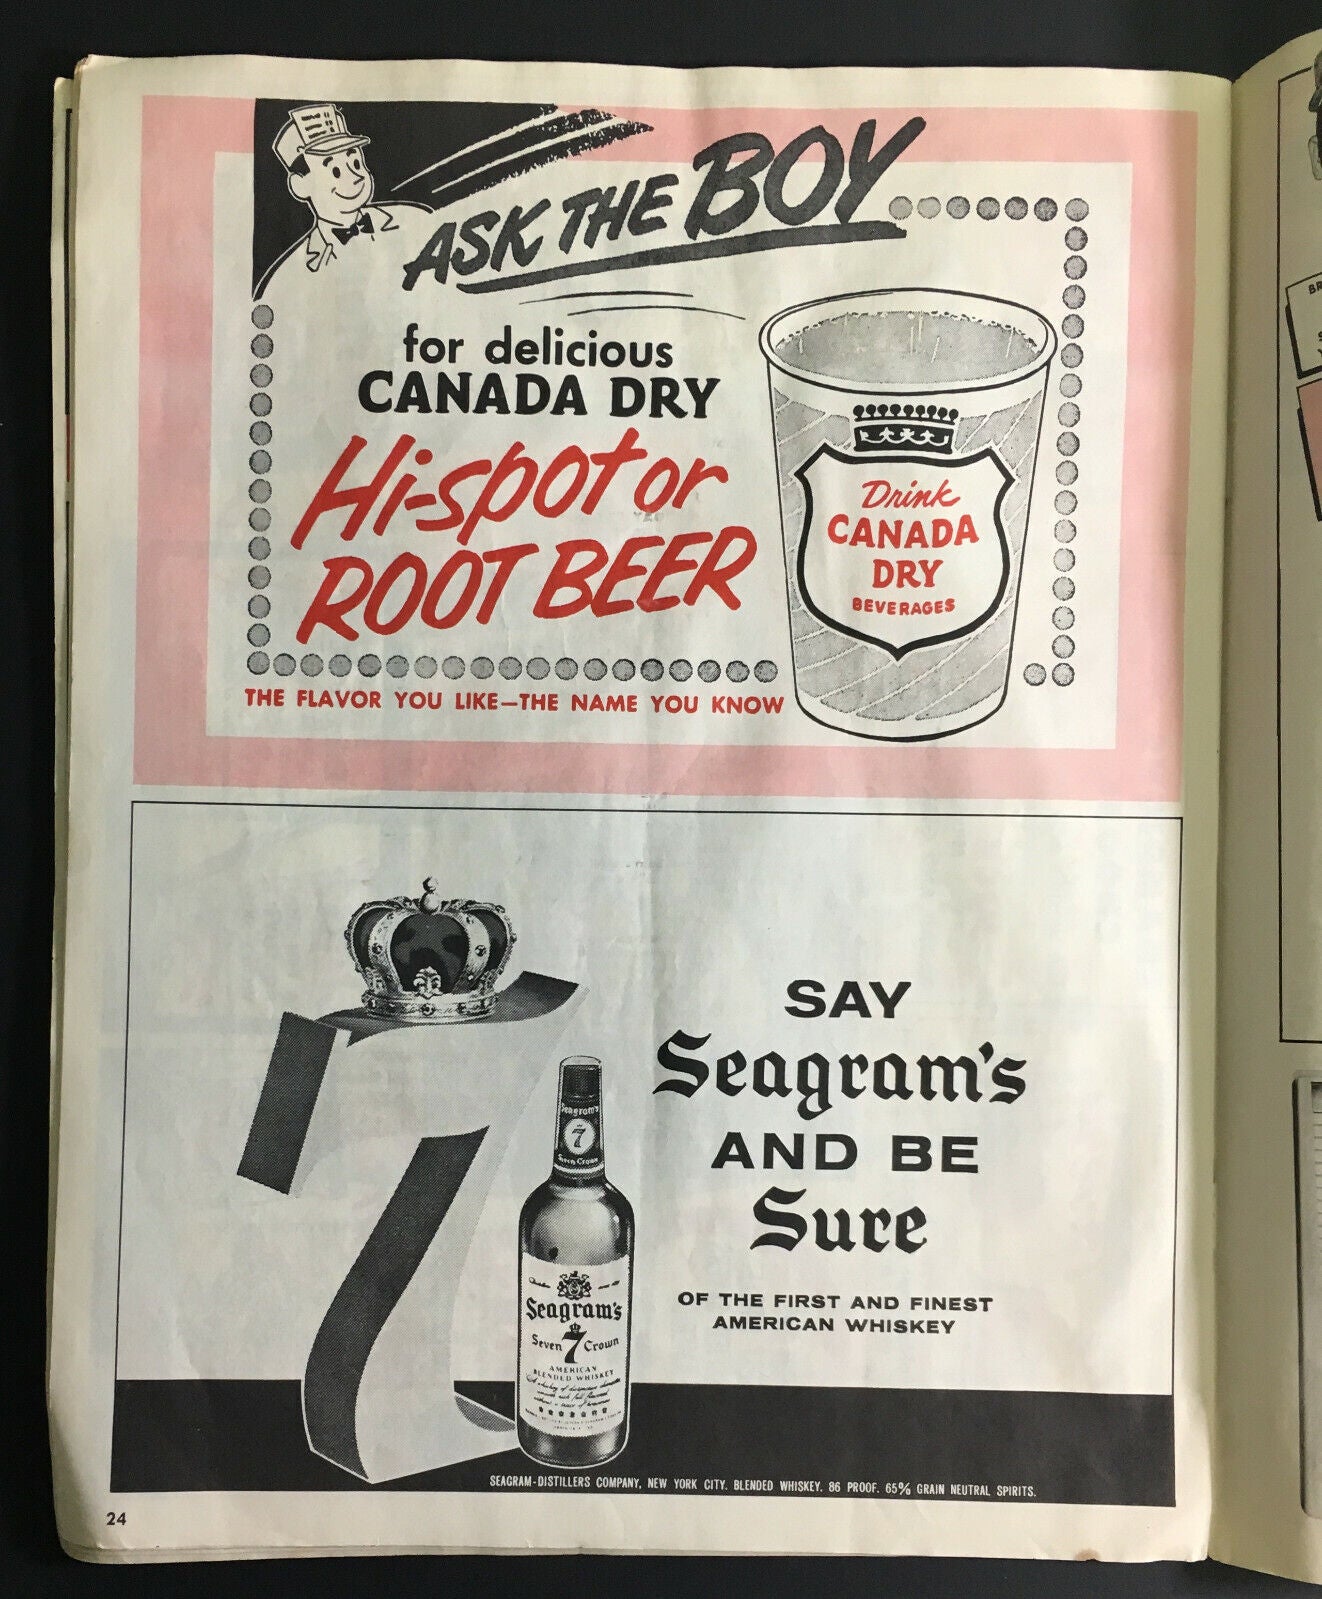 ASK THE BOY
for delicious
CANADA DRY
Hi-spot or
ROOT BEER
THE FLAVOR YOU LIKE—THE NAME YOU KNOW
Drink
CANADA
DRY
BEVERAGES
SAY
Seagram's
AND BE
Sure
OF THE FIRST AND FINEST
AMERICAN WHISKEY
Seagram's
7
Seven Crown
Seagram's
Seven 7 Crown
AMERICAN
BLENDED WHISKEY
SEAGRAM-DISTILLERS COMPANY, NEW YORK CITY. BLENDED WHISKEY. 86 PROOF. 65% GRAIN NEUTRAL SPIRITS.
24